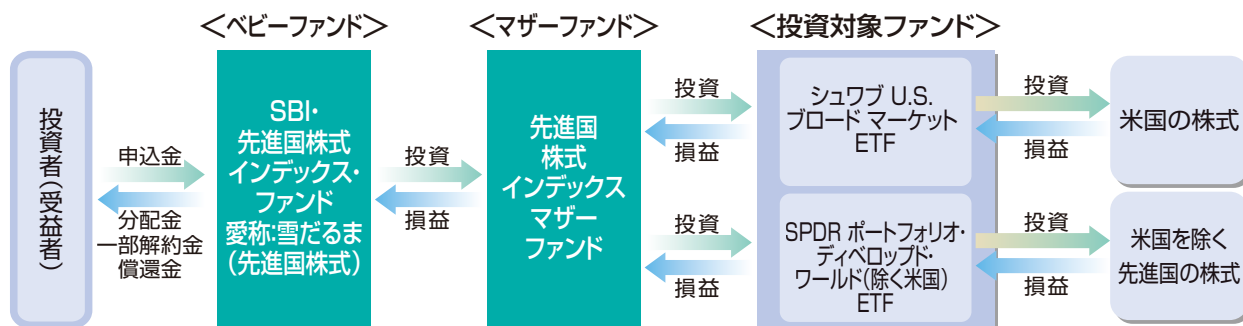 ＜ベビーファンド＞
＜マザーファンド＞
＜投資対象ファンド＞
投資者（受益者）
申込金
分配金
一部解約金
償還金
SBI・
先進国株式
インデックス・
ファンド
愛称:雪だるま
（先進国株式）
投資
損益
先進国
株式
インデックス
マザー
ファンド
投資
損益
シュワブ U.S.
ブロード マーケット
ETF
投資
損益
米国の株式
投資
損益
SPDR ポートフォリオ・
ディベロップド・
ワールド（除く米国）
ETF
投資
損益
米国を除く
先進国の株式